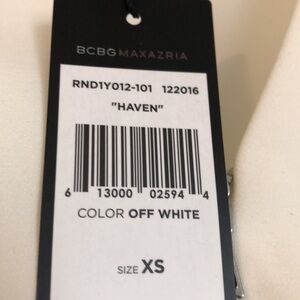 BCBGMAXAZRIA
RND1Y012-101 122016
"HAVEN"
6 13000 02594 4
COLOR OFF WHITE
SIZE XS